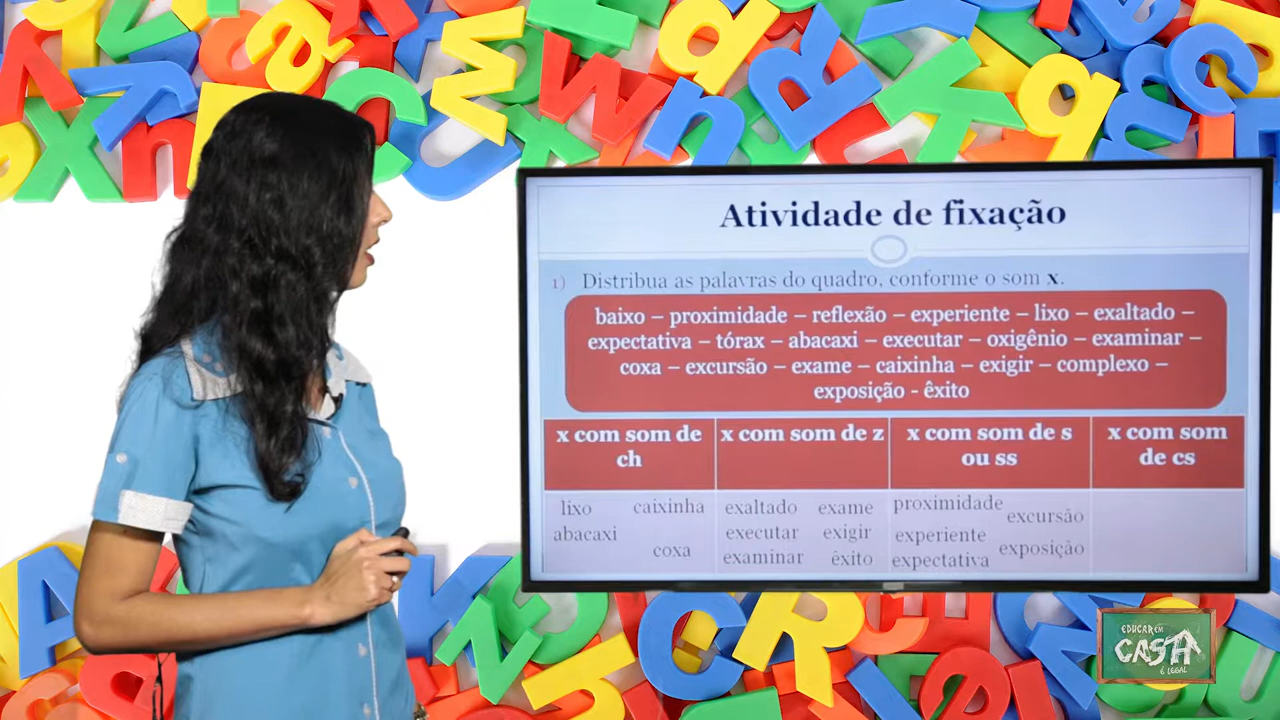 Atividade de fixação
1) Distribua as palavras do quadro, conforme o som x.
baixo – proximidade – reflexão – experiente – lixo – exaltado –
expectativa – tórax – abacaxi – executar – oxigênio – examinar –
coxa – excursão – exame – caixinha – exigir – complexo –
exposição - êxito
x com som de ch
x com som de z
x com som de s ou ss
x com som de cs
lixo caixinha
abacaxi
coxa
exaltado exame
executar exigir
examinar êxito
proximidade
excursão
experiente
exposição
expectativa
EDUCAR EM
CASA
É LEGAL